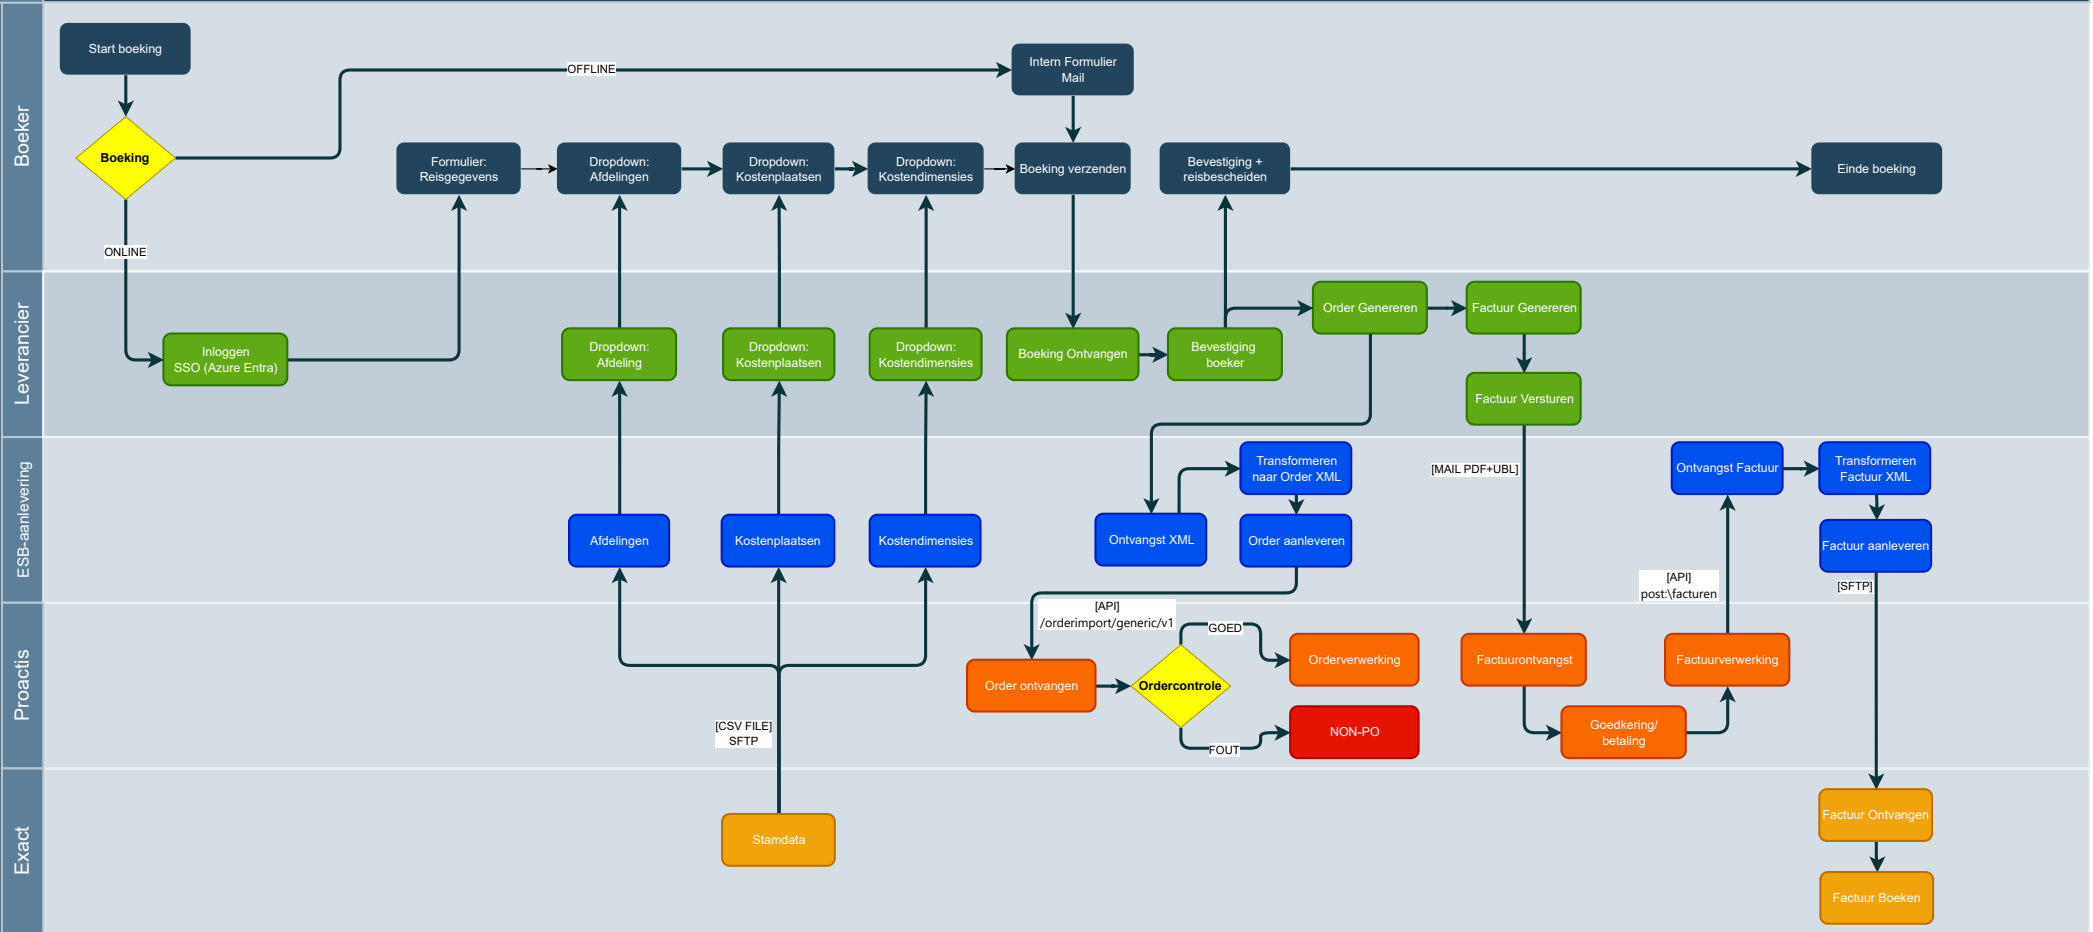 Boeker
Start boeking
OFFLINE
Intern Formulier
Mail
Boeking
Formulier:
Reisgegevens
Dropdown:
Afdelingen
Dropdown:
Kostenplaatsen
Dropdown:
Kostendimensies
Boeking verzenden
Bevestiging +
reisbescheiden
Einde boeking
ONLINE
Leverancier
Inloggen
SSO (Azure Entra)
Dropdown:
Afdeling
Dropdown:
Kostenplaatsen
Dropdown:
Kostendimensies
Boeking Ontvangen
Bevestiging
boeker
Order Genereren
Factuur Genereren
Factuur Versturen
ESB-aanlevering
Afdelingen
Kostenplaatsen
Kostendimensies
Ontvangst XML
Transformeren
naar Order XML
Order aanleveren
[MAIL PDF+UBL]
Ontvangst Factuur
Transformeren
Factuur XML
Factuur aanleveren
[API]
post:\facturen
[SFTP]
Proactis
[API]
/orderimport/generic/v1
GOED
Order ontvangen
Ordercontrole
Orderverwerking
FOUT
NON-PO
Factuurontvangst
Goedkering/
betaling
Factuurverwerking
[CSV FILE]
SFTP
Exact
Stamdata
Factuur Ontvangen
Factuur Boeken